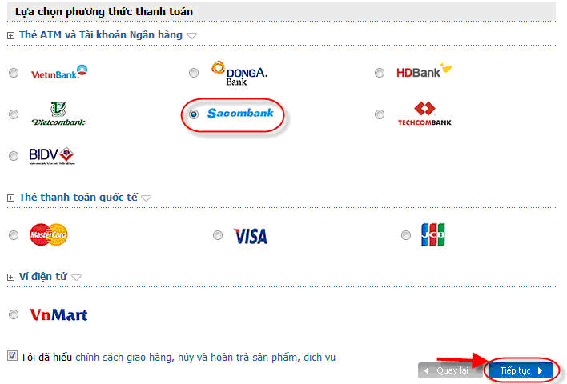 Lựa chọn phương thức thanh toán
Thẻ ATM và Tài khoản Ngân hàng
VietinBank
DONGA Bank
HDBank
Vietcombank
Sacombank
TECHCOMBANK
BIDV
Thẻ thanh toán quốc tế
MasterCard
VISA
JCB
Ví điện tử
VnMart
Tôi đã hiểu chính sách giao hàng, hủy và hoàn trả sản phẩm, dịch vụ
Quay lại
Tiếp tục